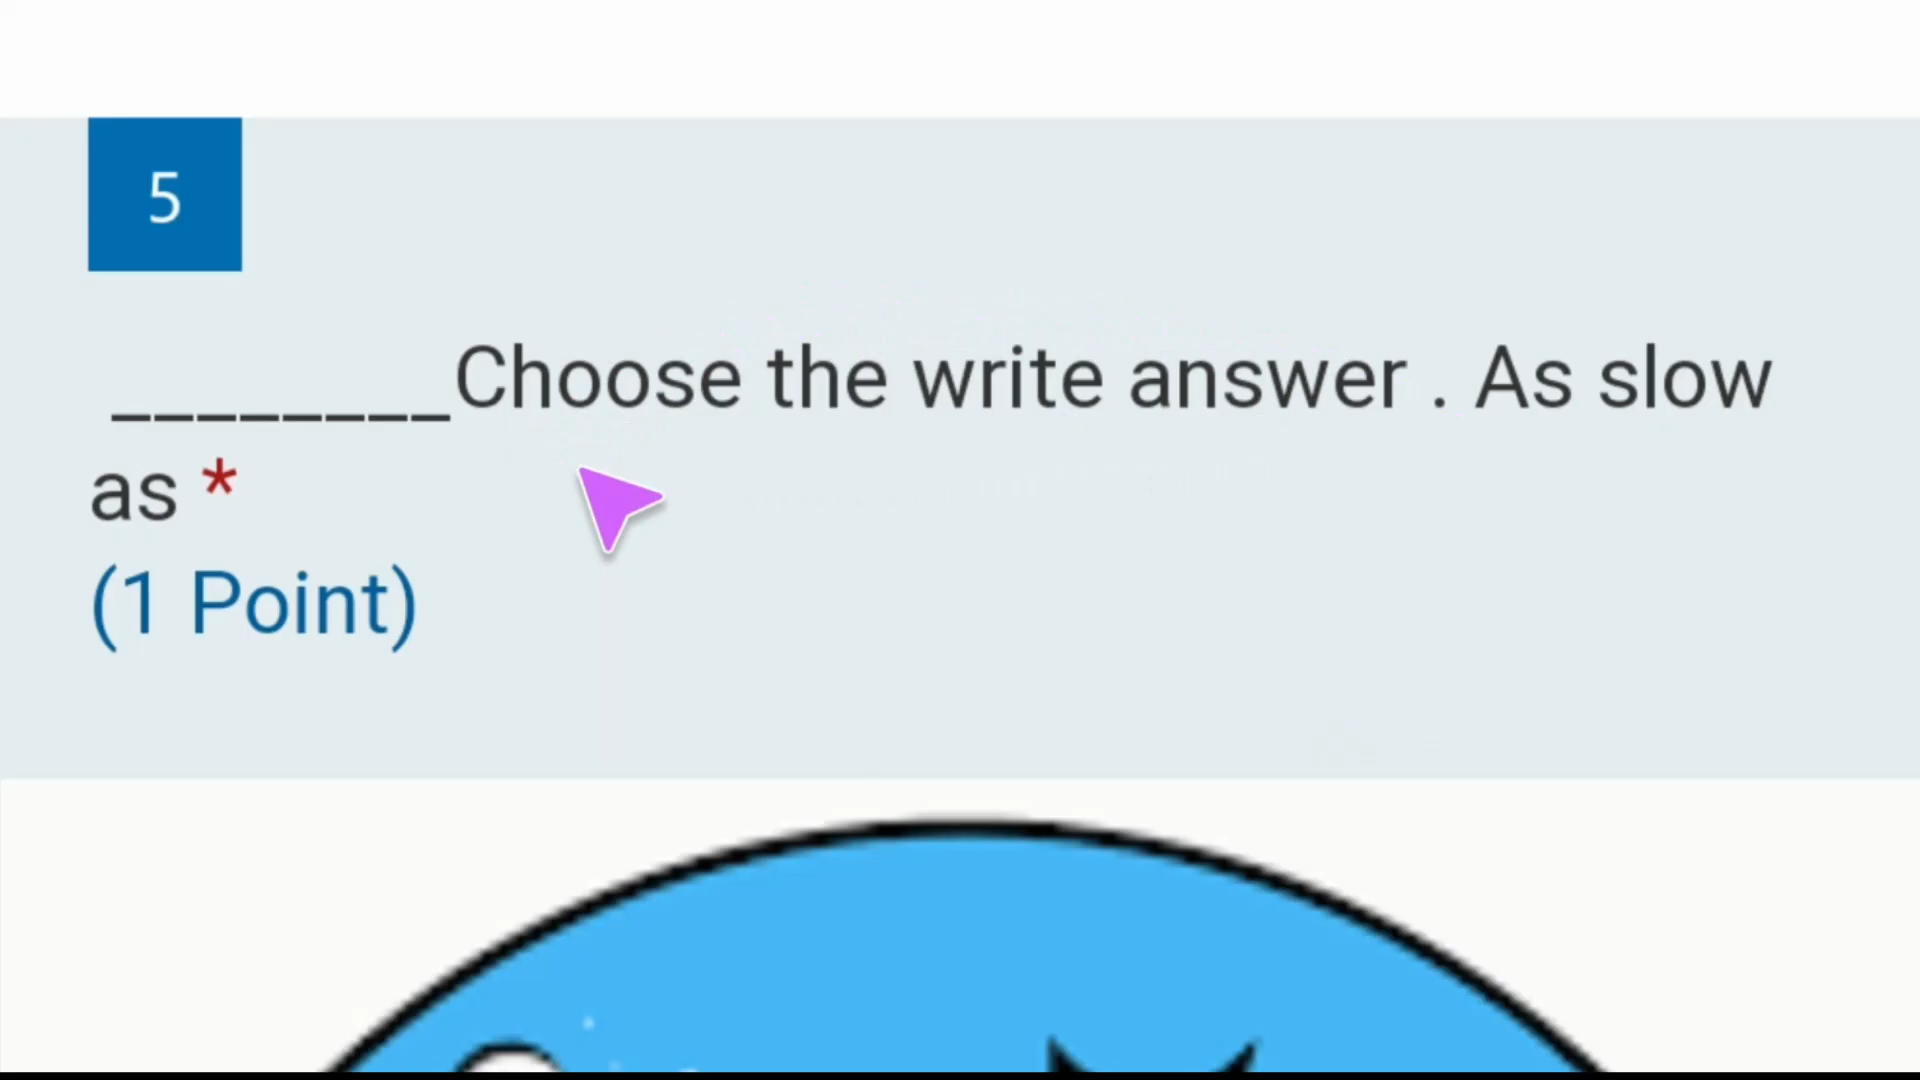 5
________Choose the write answer . As slow
as *
(1 Point)